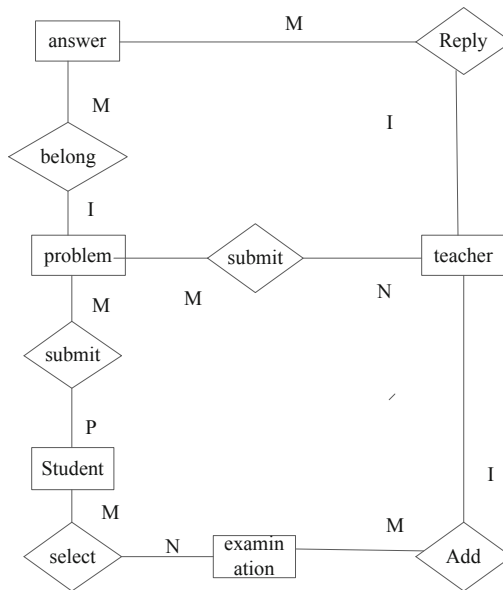 M
answer
Reply
M
I
belong
I
problem
submit
teacher
M
M
N
submit
P
Student
I
M
M
N
examin
ation
select
Add